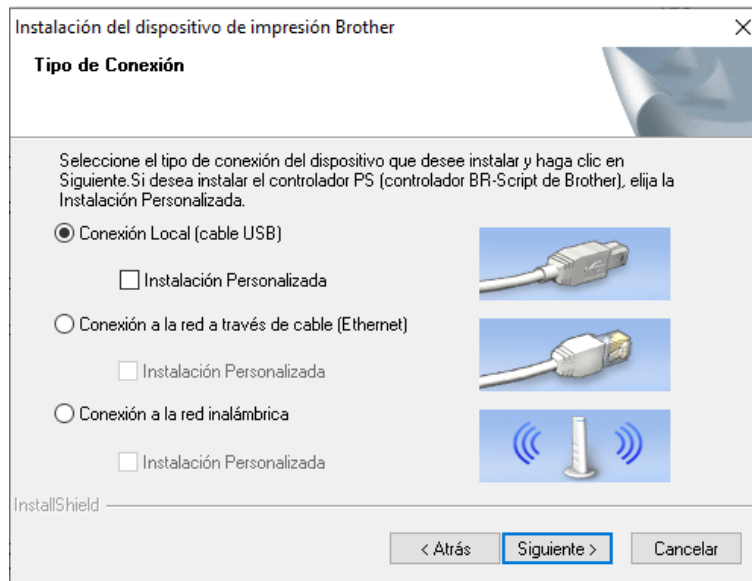 Instalación del dispositivo de impresión Brother
Tipo de Conexión
Seleccione el tipo de conexión del dispositivo que desee instalar y haga clic en
Siguiente.Si desea instalar el controlador PS (controlador BR-Script de Brother), elija la
Instalación Personalizada.
Conexión Local (cable USB)
Instalación Personalizada
Conexión a la red a través de cable (Ethernet)
Instalación Personalizada
Conexión a la red inalámbrica
Instalación Personalizada
InstallShield
< Atrás
Siguiente >
Cancelar